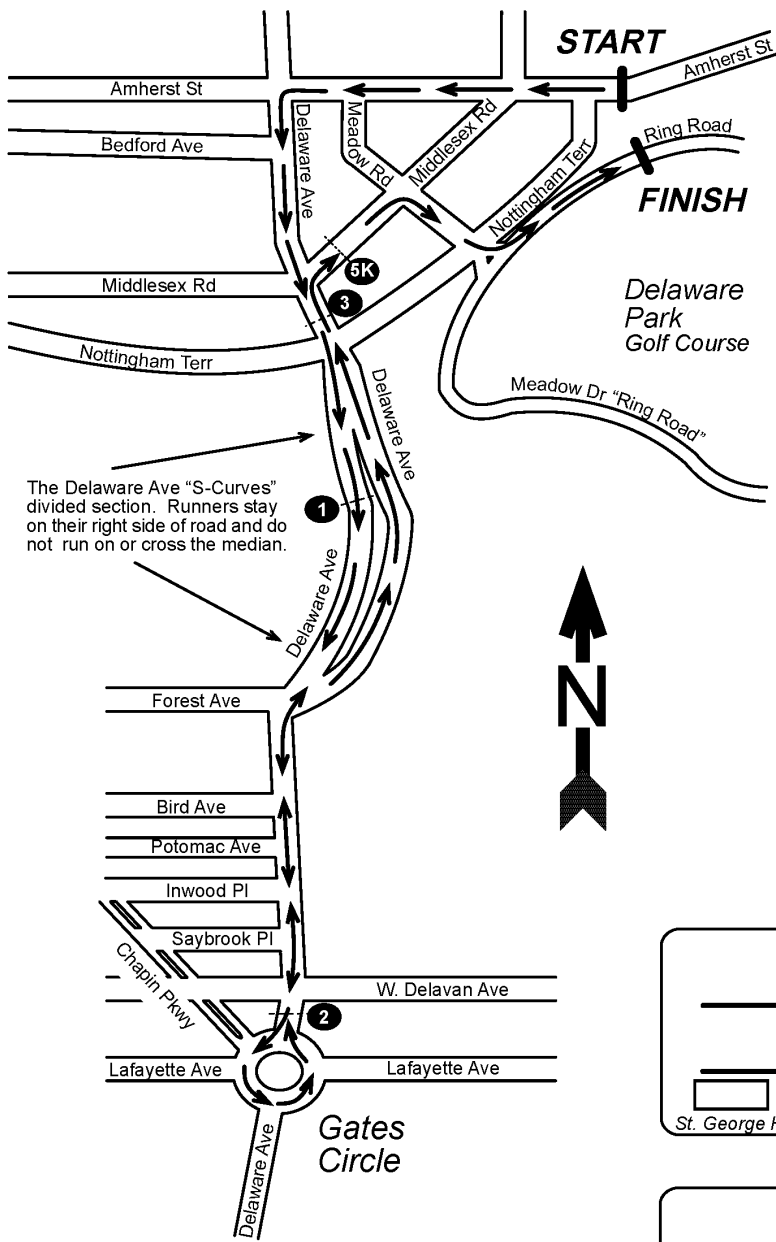 START
Amherst St
Amherst St
Bedford Ave
Delaware Ave
Meadow Rd
Middlesex Rd
Nottingham Terr
Ring Road
FINISH
5K
3
Middlesex Rd
Nottingham Terr
Delaware
Park
Golf Course
Meadow Dr “Ring Road”
Delaware Ave
The Delaware Ave “S-Curves”
divided section. Runners stay
on their right side of road and do
not run on or cross the median.
1
Delaware Ave
Forest Ave
N
Bird Ave
Potomac Ave
Inwood Pl
Saybrook Pl
Chapin Pkwy
W. Delavan Ave
2
Lafayette Ave
Lafayette Ave
Gates
Circle
Delaware Ave
St. George